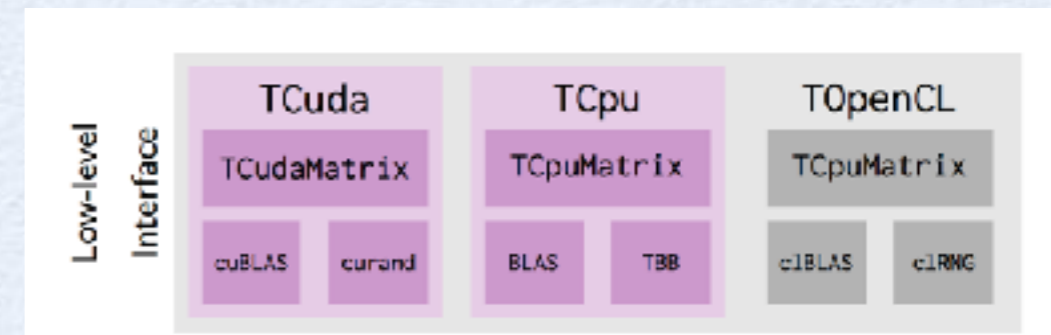 Low-level
Interface
TCuda
TCudaMatrix
cuBLAS
curand
TCpu
TCpuMatrix
BLAS
TBB
TOpenCL
TCpuMatrix
clBLAS
clRNG